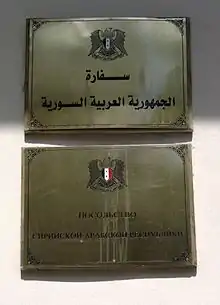 سفارة
الجمهورية العربية السورية
ПОСОЛЬСТВО
СИРИЙСКОЙ АРАБСКОЙ РЕСПУБЛИКИ